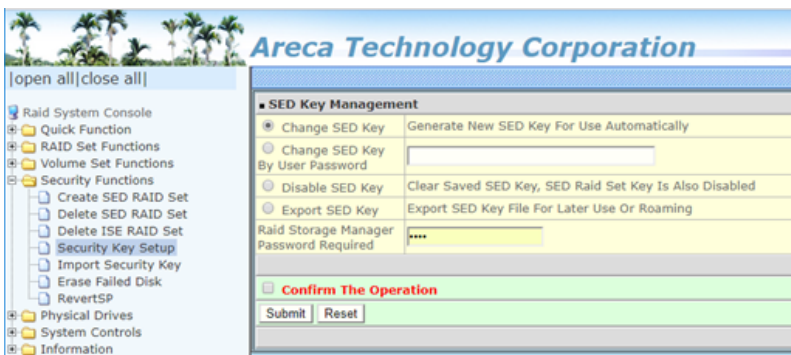 Areca Technology Corporation
|open all|close all|
Raid System Console
Quick Function
RAID Set Functions
Volume Set Functions
Security Functions
Create SED RAID Set
Delete SED RAID Set
Delete ISE RAID Set
Security Key Setup
Import Security Key
Erase Failed Disk
RevertSP
Physical Drives
System Controls
Information
SED Key Management
Change SED Key Generate New SED Key For Use Automatically
Change SED Key
By User Password
Disable SED Key Clear Saved SED Key, SED Raid Set Key Is Also Disabled
Export SED Key Export SED Key File For Later Use Or Roaming
Raid Storage Manager
Password Required ••••
Confirm The Operation
Submit Reset